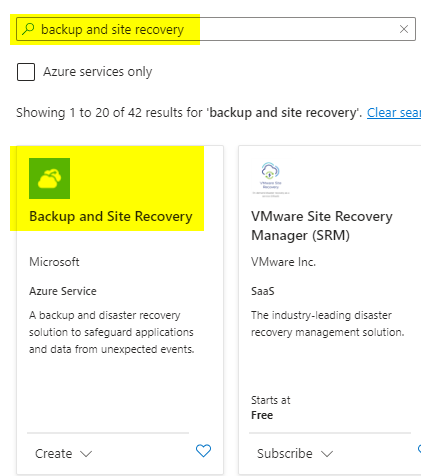 backup and site recovery
Azure services only
Showing 1 to 20 of 42 results for 'backup and site recovery'. Clear sear
Backup and Site Recovery
Microsoft
Azure Service
A backup and disaster recovery
solution to safeguard applications
and data from unexpected events.
Create
VMware Site Recovery
VMware Site Recovery
Manager (SRM)
VMware Inc.
SaaS
The industry-leading disaster
recovery management solution.
Starts at
Free
Subscribe